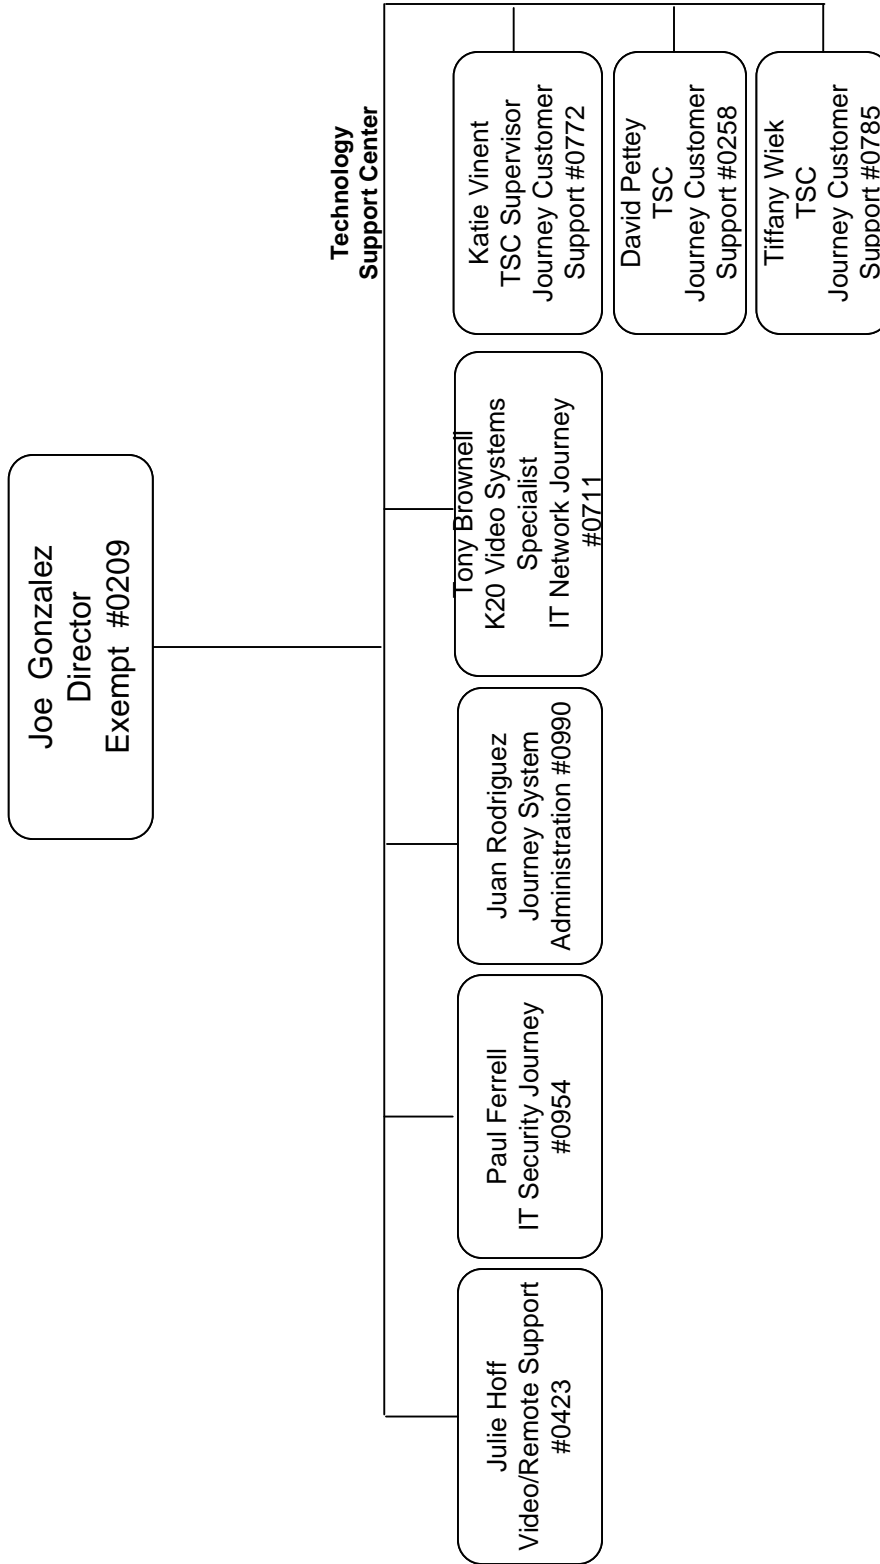 Joe Gonzalez
Director
Exempt #0209
Technology
Support Center
Julie Hoff
Video/Remote Support
#0423
Paul Ferrell
IT Security Journey
#0954
Juan Rodriguez
Journey System
Administration #0990
Tony Brownell
K20 Video Systems
Specialist
IT Network Journey
#0711
Katie Vinent
TSC Supervisor
Journey Customer
Support #0772
David Pettey
TSC
Journey Customer
Support #0258
Tiffany Wiek
TSC
Journey Customer
Support #0785